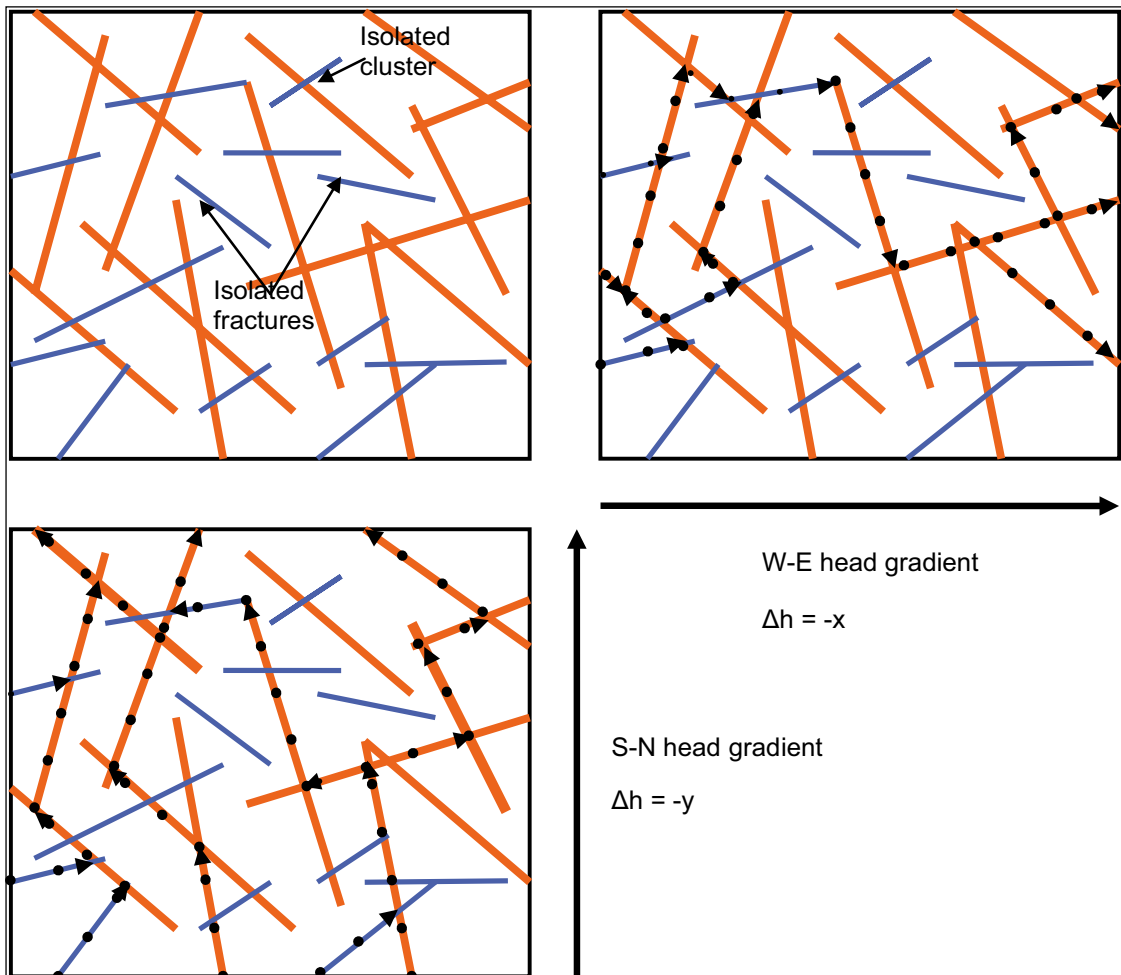 Isolated
cluster
Isolated
fractures
W-E head gradient
Δh = -x
S-N head gradient
Δh = -y